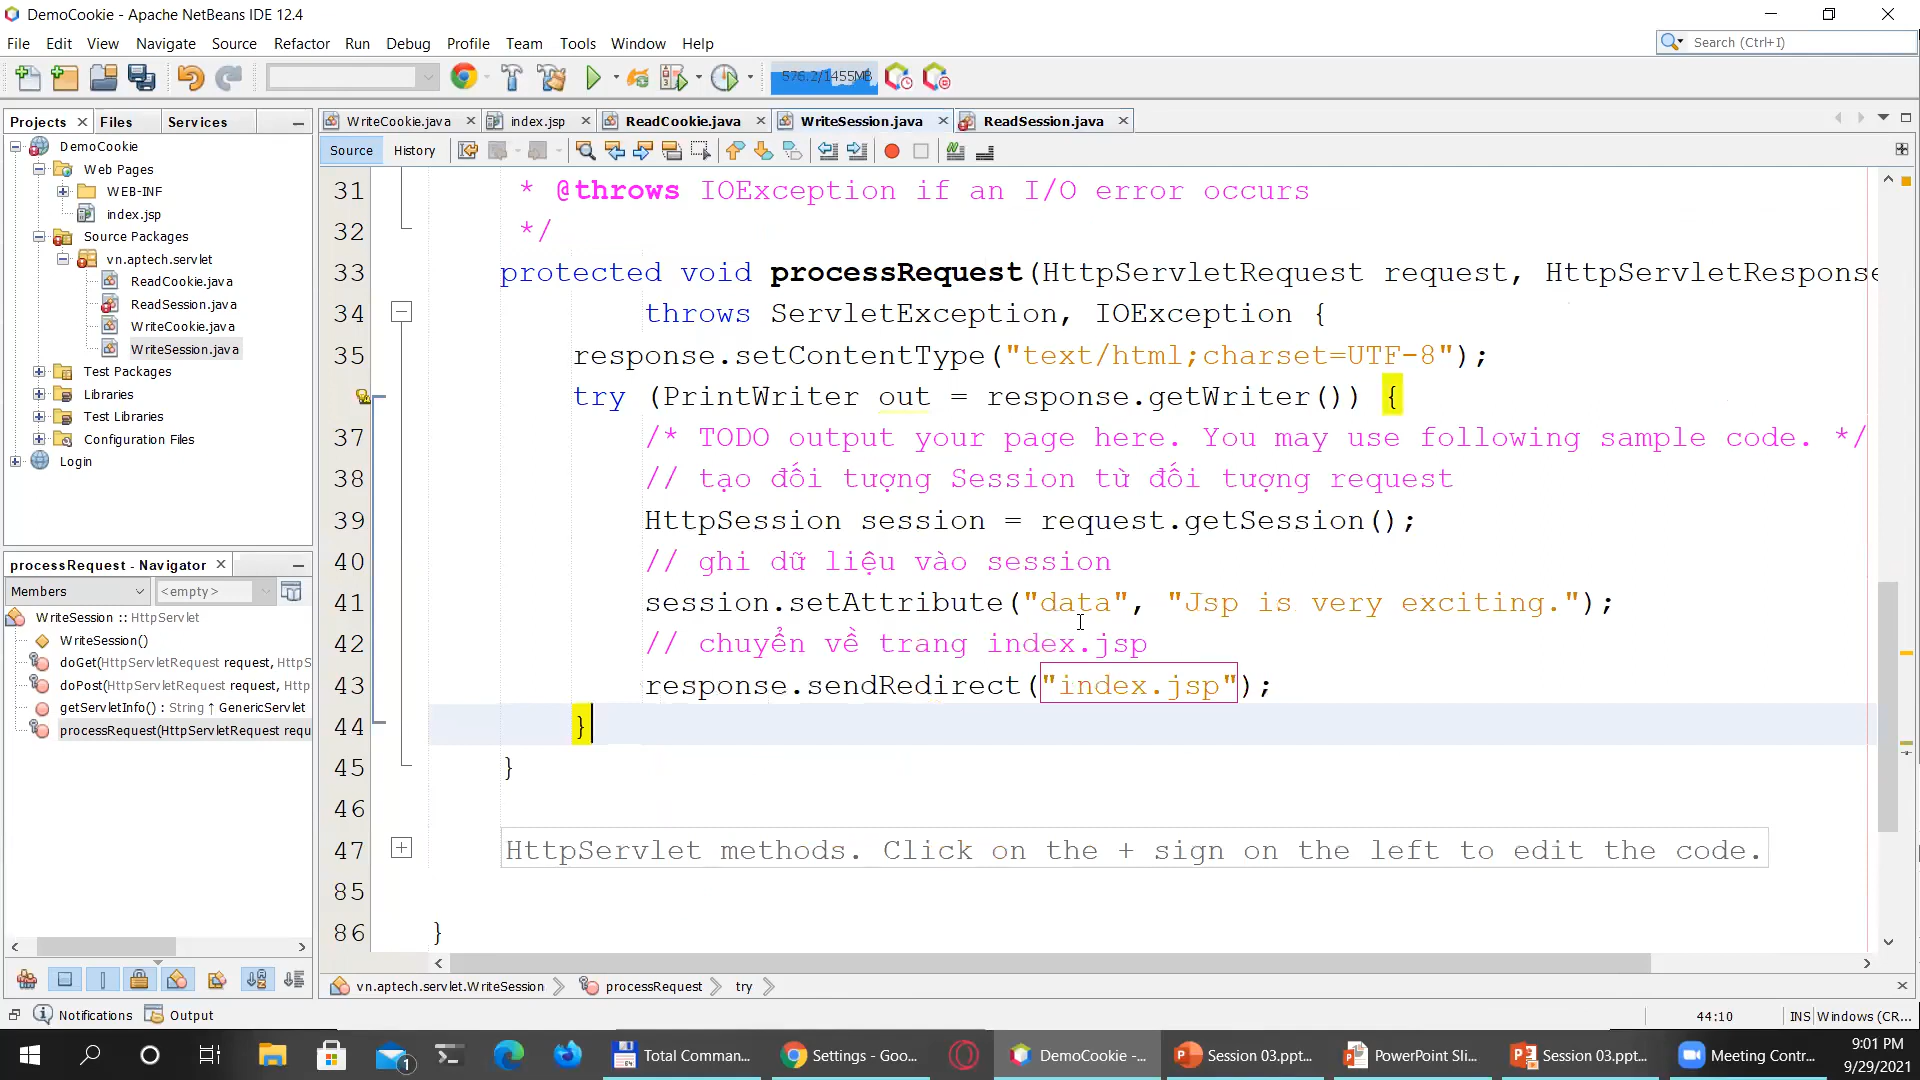 DemoCookie - Apache NetBeans IDE 12.4
File Edit View Navigate Source Refactor Run Debug Profile Team Tools Window Help
Search (Ctrl+I)
576.2/1455MB
Projects Files Services
WriteCookie.java index.jsp ReadCookie.java WriteSession.java ReadSession.java
Source History
DemoCookie
Web Pages
WEB-INF
index.jsp
Source Packages
vn.aptech.servlet
ReadCookie.java
ReadSession.java
WriteCookie.java
WriteSession.java
Test Packages
Libraries
Test Libraries
Configuration Files
Login
31 * @throws IOException if an I/O error occurs
32 */
33 protected void processRequest(HttpServletRequest request, HttpServletResponse
34 throws ServletException, IOException {
35 response.setContentType("text/html;charset=UTF-8");
try (PrintWriter out = response.getWriter()) {
37 /* TODO output your page here. You may use following sample code. */
38 // tạo đối tượng Session từ đối tượng request
39 HttpSession session = request.getSession();
40 // ghi dữ liệu vào session
41 session.setAttribute("data", "Jsp is very exciting.");
42 // chuyển về trang index.jsp
43 response.sendRedirect("index.jsp");
44 }
45 }
46
47 HttpServlet methods. Click on the + sign on the left to edit the code.
85
86 }
processRequest - Navigator
Members <empty>
WriteSession :: HttpServlet
WriteSession()
doGet(HttpServletRequest request, HttpS
doPost(HttpServletRequest request, Http
getServletInfo() : String ↑ GenericServlet
processRequest(HttpServletRequest requ
vn.aptech.servlet.WriteSession processRequest try
Notifications Output
44:10 INS Windows (CR...
1
Total Comman... Settings - Goo... DemoCookie -... Session 03.ppt... PowerPoint Sli... Session 03.ppt... Meeting Contr...
9:01 PM
9/29/2021